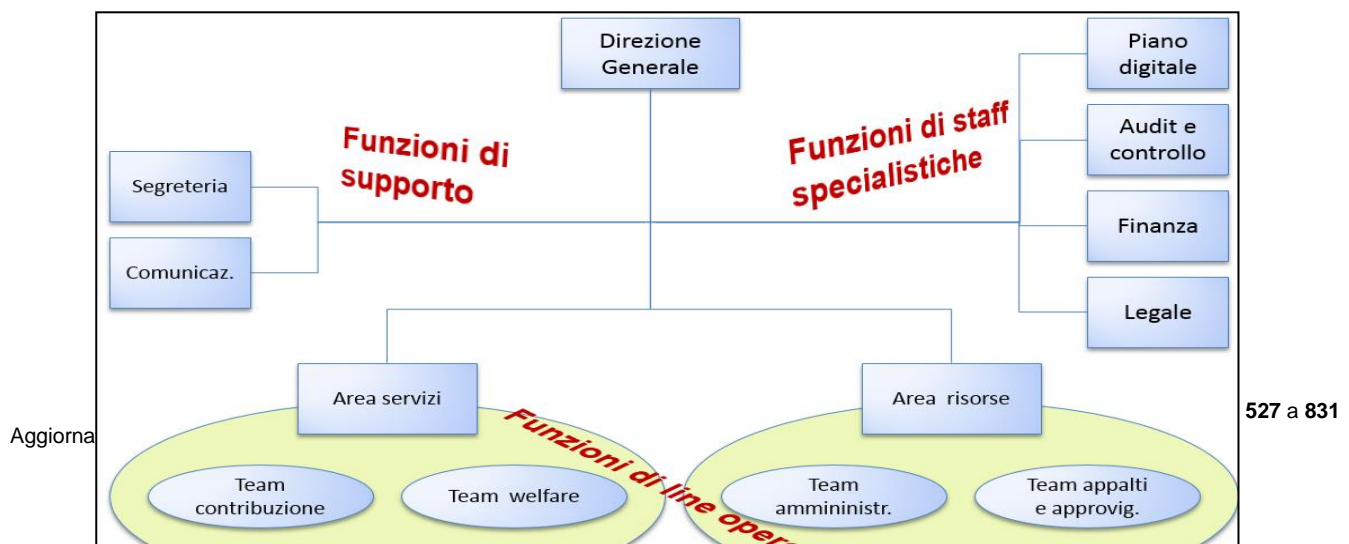 Direzione
Generale
Piano
digitale
Funzioni di
supporto
Funzioni di staff
specialistiche
Audit e
controllo
Segreteria
Finanza
Comunicaz.
Legale
Area servizi
Area risorse
527 a 831
Aggiorna
Funzioni di line opera
Team
contribuzione
Team welfare
Team
ammininistr.
Team appalti
e approvig.